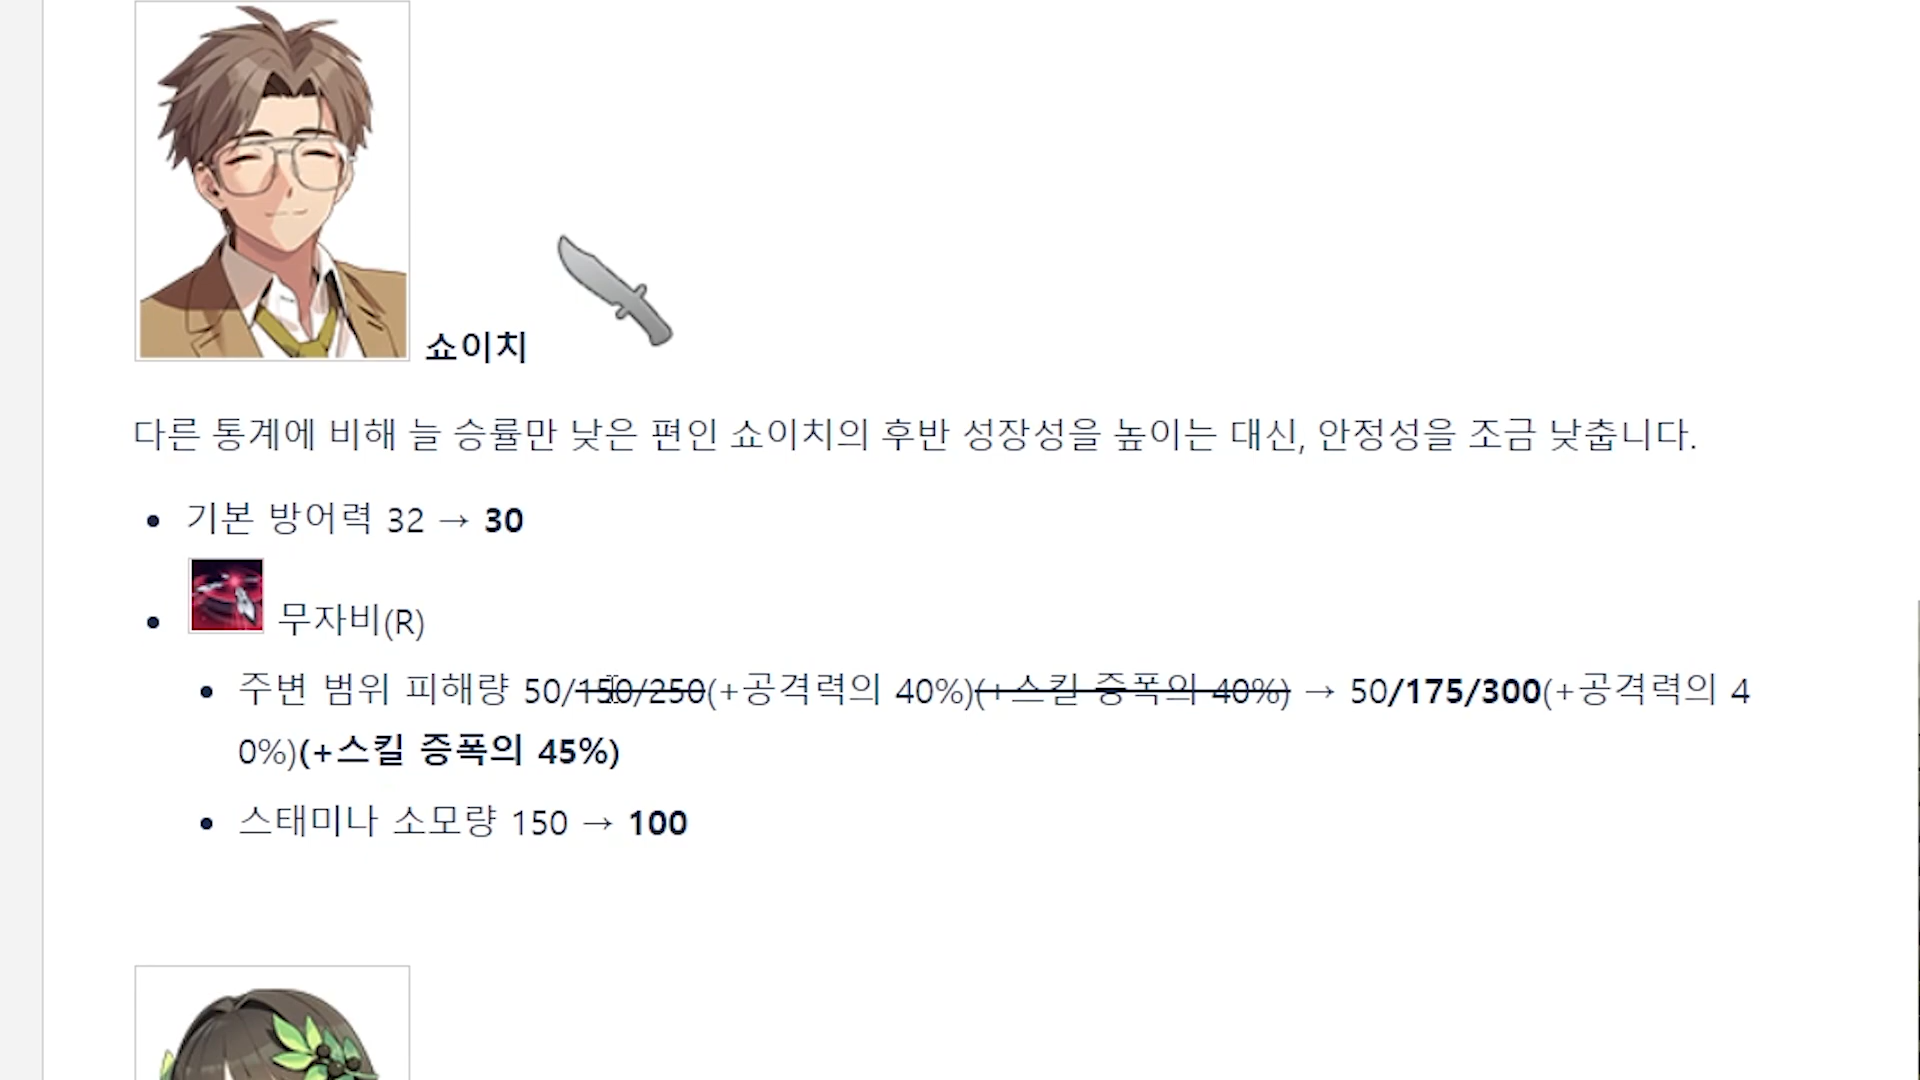 쇼이치
다른 통계에 비해 늘 승률만 낮은 편인 쇼이치의 후반 성장성을 높이는 대신, 안정성을 조금 낮춥니다.
기본 방어력 32 → 30
무자비(R)
주변 범위 피해량 50/150/250(+공격력의 40%)(+스킬 증폭의 40%) → 50/175/300(+공격력의 4
0%)(+스킬 증폭의 45%)
스태미나 소모량 150 → 100